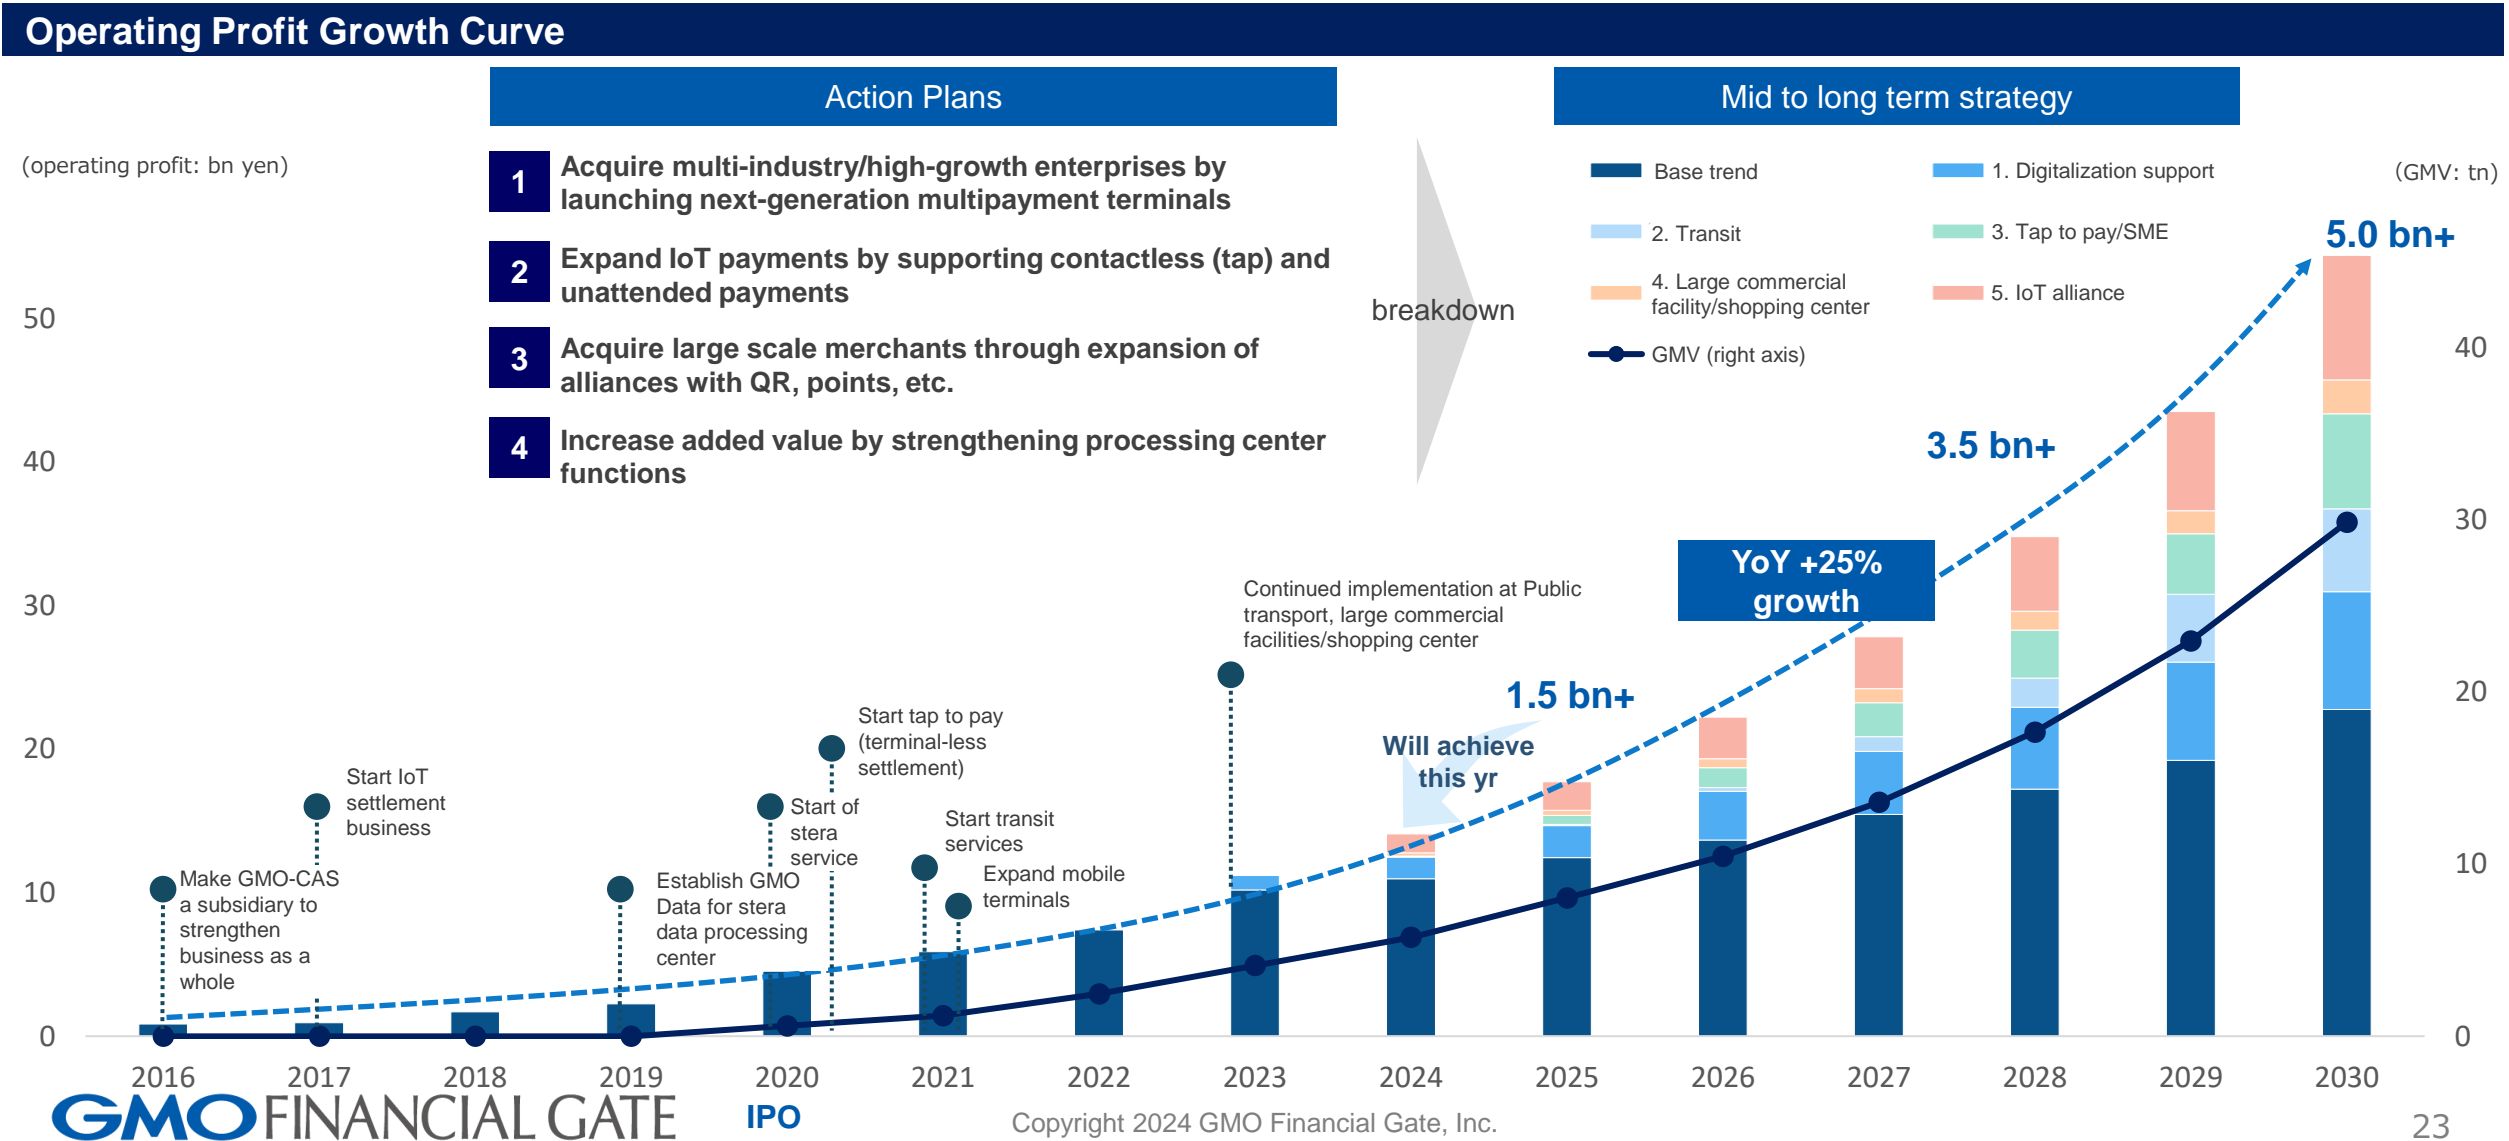 Operating Profit Growth Curve
Action Plans
Mid to long term strategy
(operating profit: bn yen)
1
Acquire multi-industry/high-growth enterprises by
launching next-generation multipayment terminals
2
Expand IoT payments by supporting contactless (tap) and
unattended payments
3
Acquire large scale merchants through expansion of
alliances with QR, points, etc.
4
Increase added value by strengthening processing center
functions
breakdown
Base trend
1. Digitalization support
2. Transit
3. Tap to pay/SME
4. Large commercial
facility/shopping center
5. IoT alliance
GMV (right axis)
(GMV: tn)
5.0 bn+
3.5 bn+
YoY +25%
growth
1.5 bn+
Will achieve
this yr
Continued implementation at Public
transport, large commercial
facilities/shopping center
Start tap to pay
(terminal-less
settlement)
Start of
stera
service
Start transit
services
Expand mobile
terminals
Start IoT
settlement
business
Make GMO-CAS
a subsidiary to
strengthen
business as a
whole
Establish GMO
Data for stera
data processing
center
50
40
30
20
10
0
40
30
20
10
0
2016 2017 2018 2019 2020 2021 2022 2023 2024 2025 2026 2027 2028 2029 2030
IPO
GMO FINANCIAL GATE
Copyright 2024 GMO Financial Gate, Inc.
23